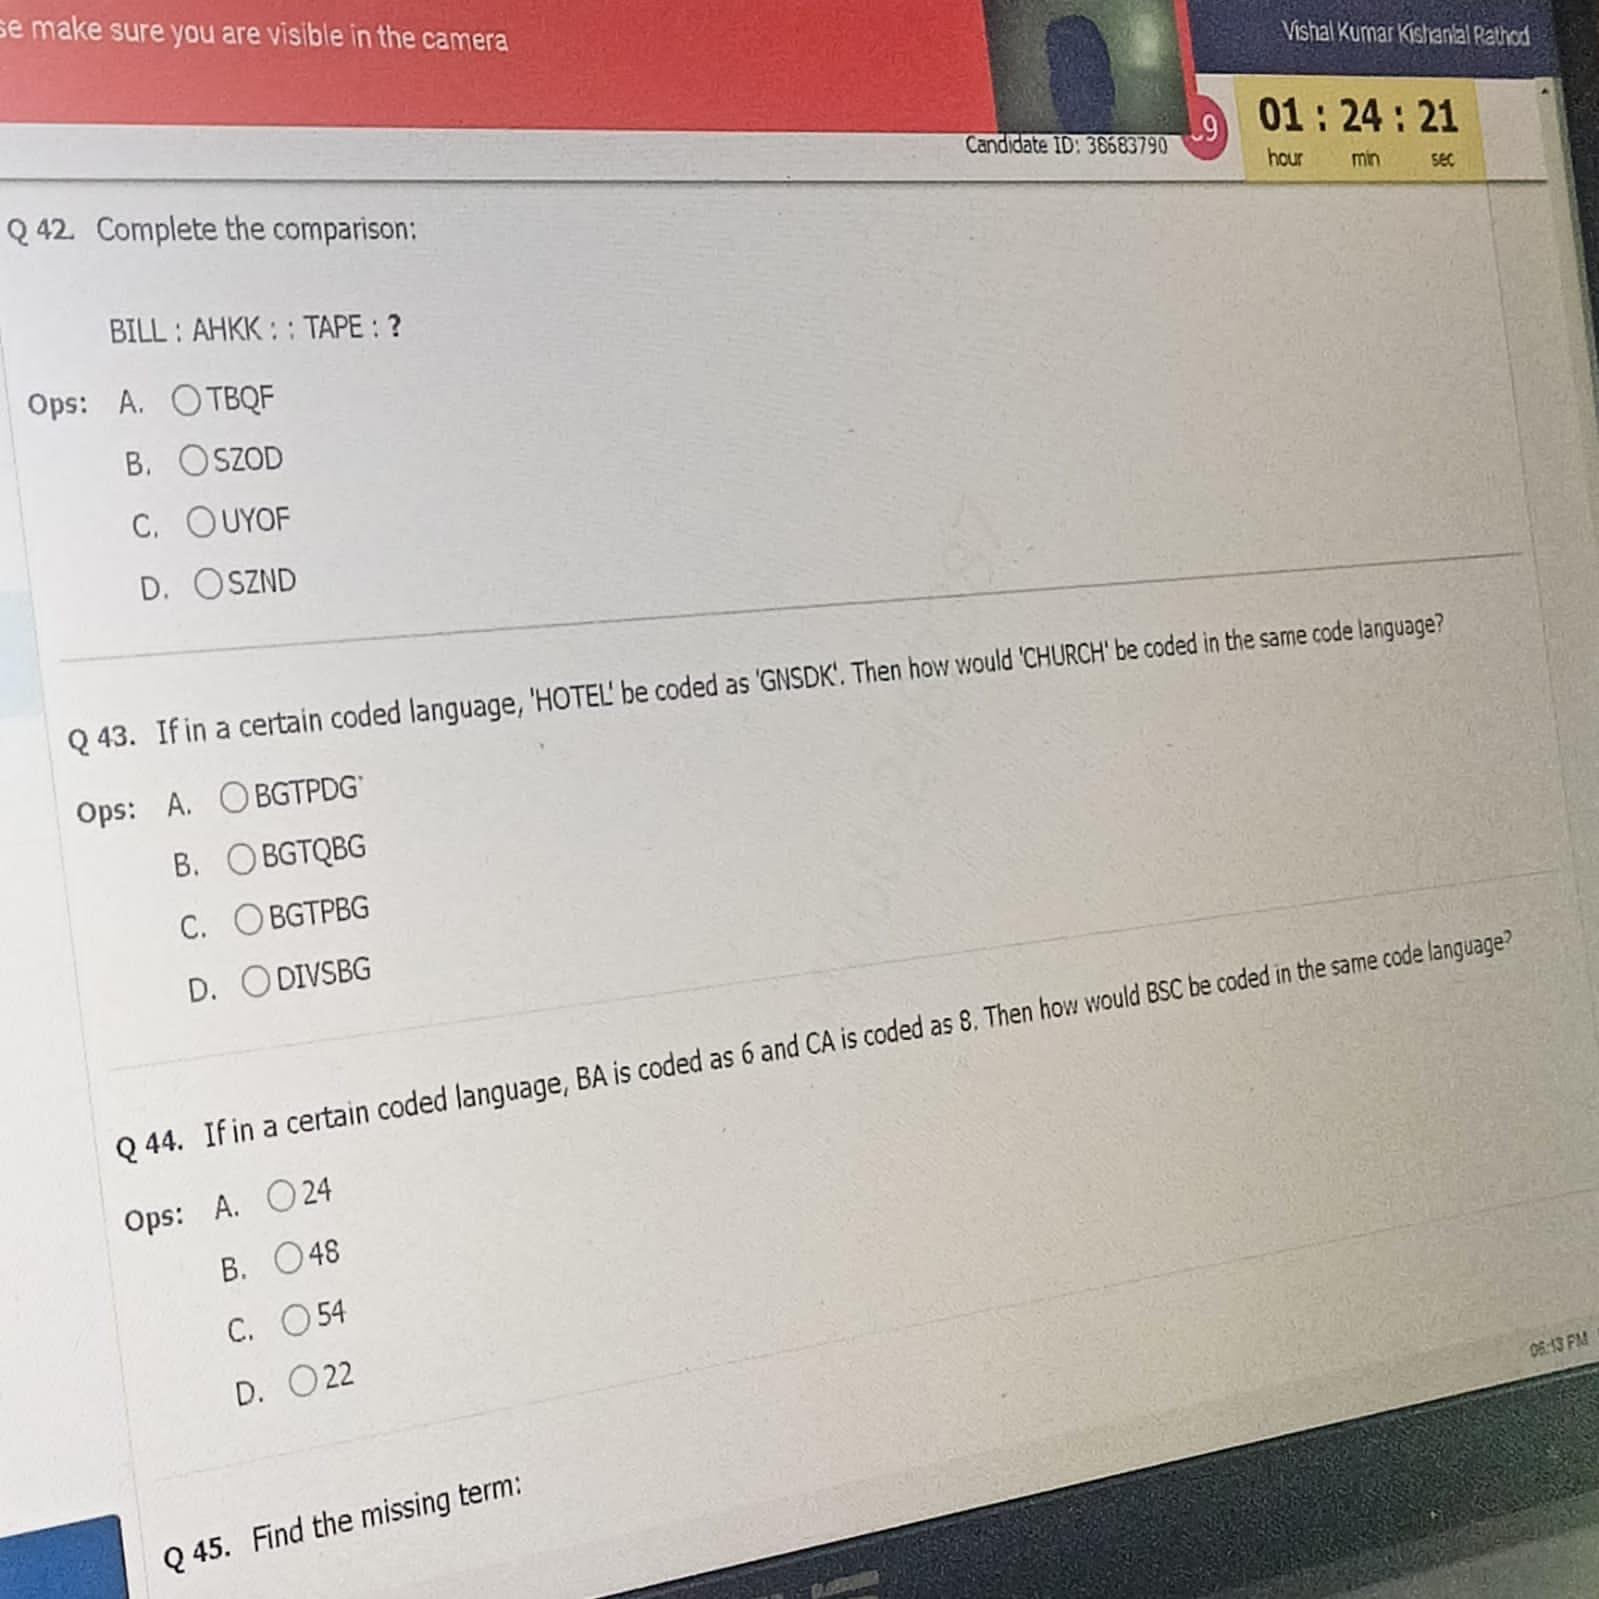 se make sure you are visible in the camera
Vishal Kumar Kishanlal Rathod
01 : 24 : 21
hour min sec
Candidate ID: 38683790
9
Q 42. Complete the comparison:
BILL : AHKK : : TAPE : ?
Ops: A. TBQF
B. SZOD
C. UYOF
D. SZND
Q 43. If in a certain coded language, 'HOTEL' be coded as 'GNSDK'. Then how would 'CHURCH' be coded in the same code language?
Ops: A. BGTPDG
B. BGTQBG
C. BGTPBG
D. DIVSBG
Q 44. If in a certain coded language, BA is coded as 6 and CA is coded as 8. Then how would BSC be coded in the same code language?
Ops: A. 24
B. 48
C. 54
D. 22
06:13 PM
Q 45. Find the missing term: